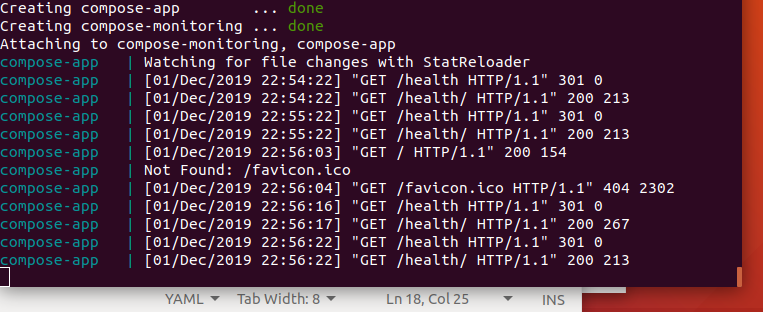 Creating compose-app        ... done
Creating compose-monitoring ... done
Attaching to compose-monitoring, compose-app
compose-app   | Watching for file changes with StatReloader
compose-app   | [01/Dec/2019 22:54:22] "GET /health HTTP/1.1" 301 0
compose-app   | [01/Dec/2019 22:54:22] "GET /health/ HTTP/1.1" 200 213
compose-app   | [01/Dec/2019 22:55:22] "GET /health HTTP/1.1" 301 0
compose-app   | [01/Dec/2019 22:55:22] "GET /health/ HTTP/1.1" 200 213
compose-app   | [01/Dec/2019 22:56:03] "GET / HTTP/1.1" 200 154
compose-app   | Not Found: /favicon.ico
compose-app   | [01/Dec/2019 22:56:04] "GET /favicon.ico HTTP/1.1" 404 2302
compose-app   | [01/Dec/2019 22:56:16] "GET /health HTTP/1.1" 301 0
compose-app   | [01/Dec/2019 22:56:17] "GET /health/ HTTP/1.1" 200 267
compose-app   | [01/Dec/2019 22:56:22] "GET /health HTTP/1.1" 301 0
compose-app   | [01/Dec/2019 22:56:22] "GET /health/ HTTP/1.1" 200 213
YAML Tab Width: 8 Ln 18, Col 25 INS